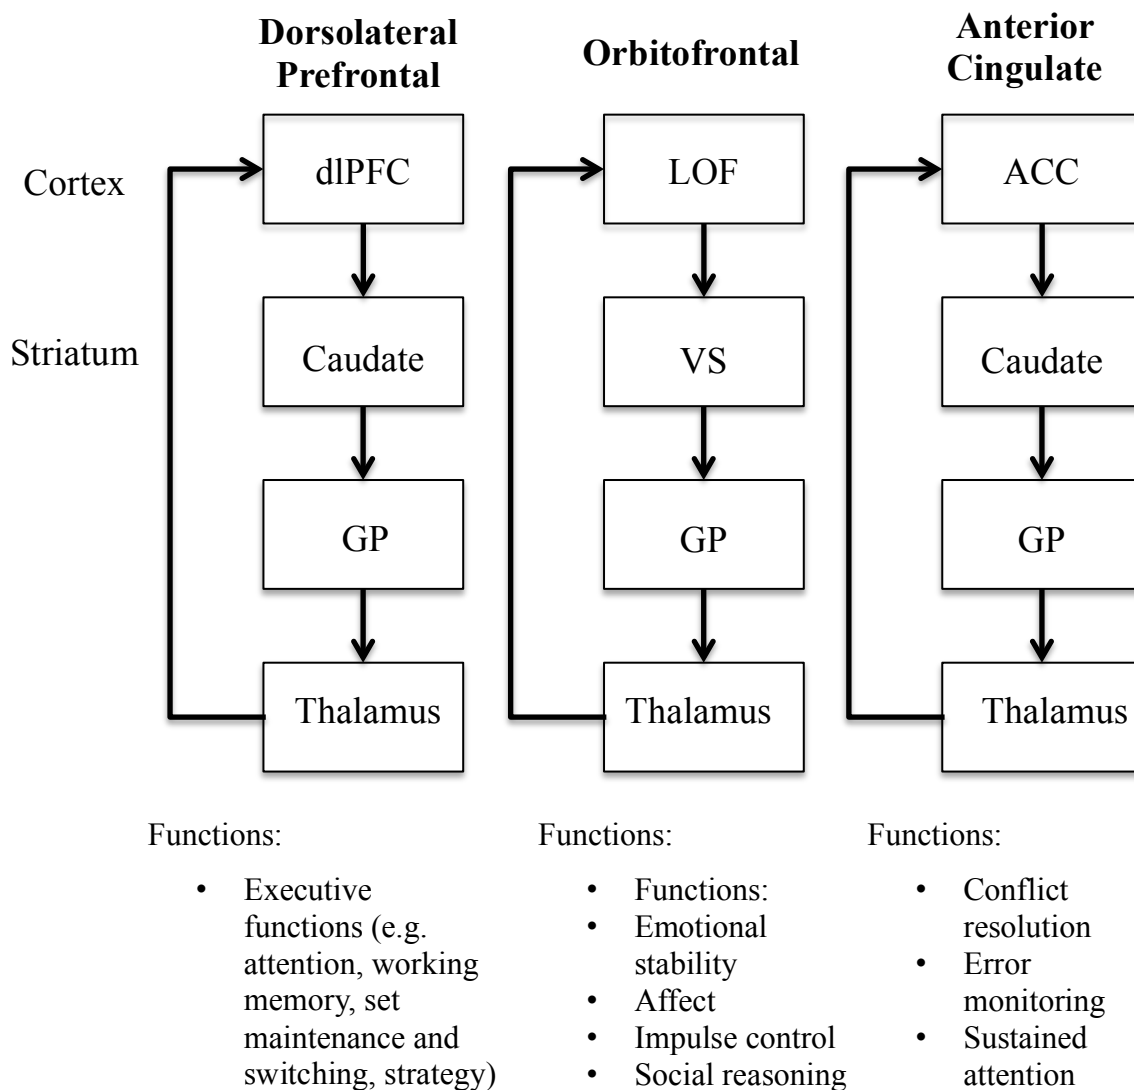 Dorsolateral
Prefrontal
Orbitofrontal
Anterior
Cingulate
Cortex
dlPFC
LOF
ACC
Striatum
Caudate
VS
Caudate
GP
GP
GP
Thalamus
Thalamus
Thalamus
Functions:
• Executive
functions (e.g.
attention, working
memory, set
maintenance and
switching, strategy)
Functions:
• Functions:
• Emotional
stability
• Affect
• Impulse control
• Social reasoning
Functions:
• Conflict
resolution
• Error
monitoring
• Sustained
attention